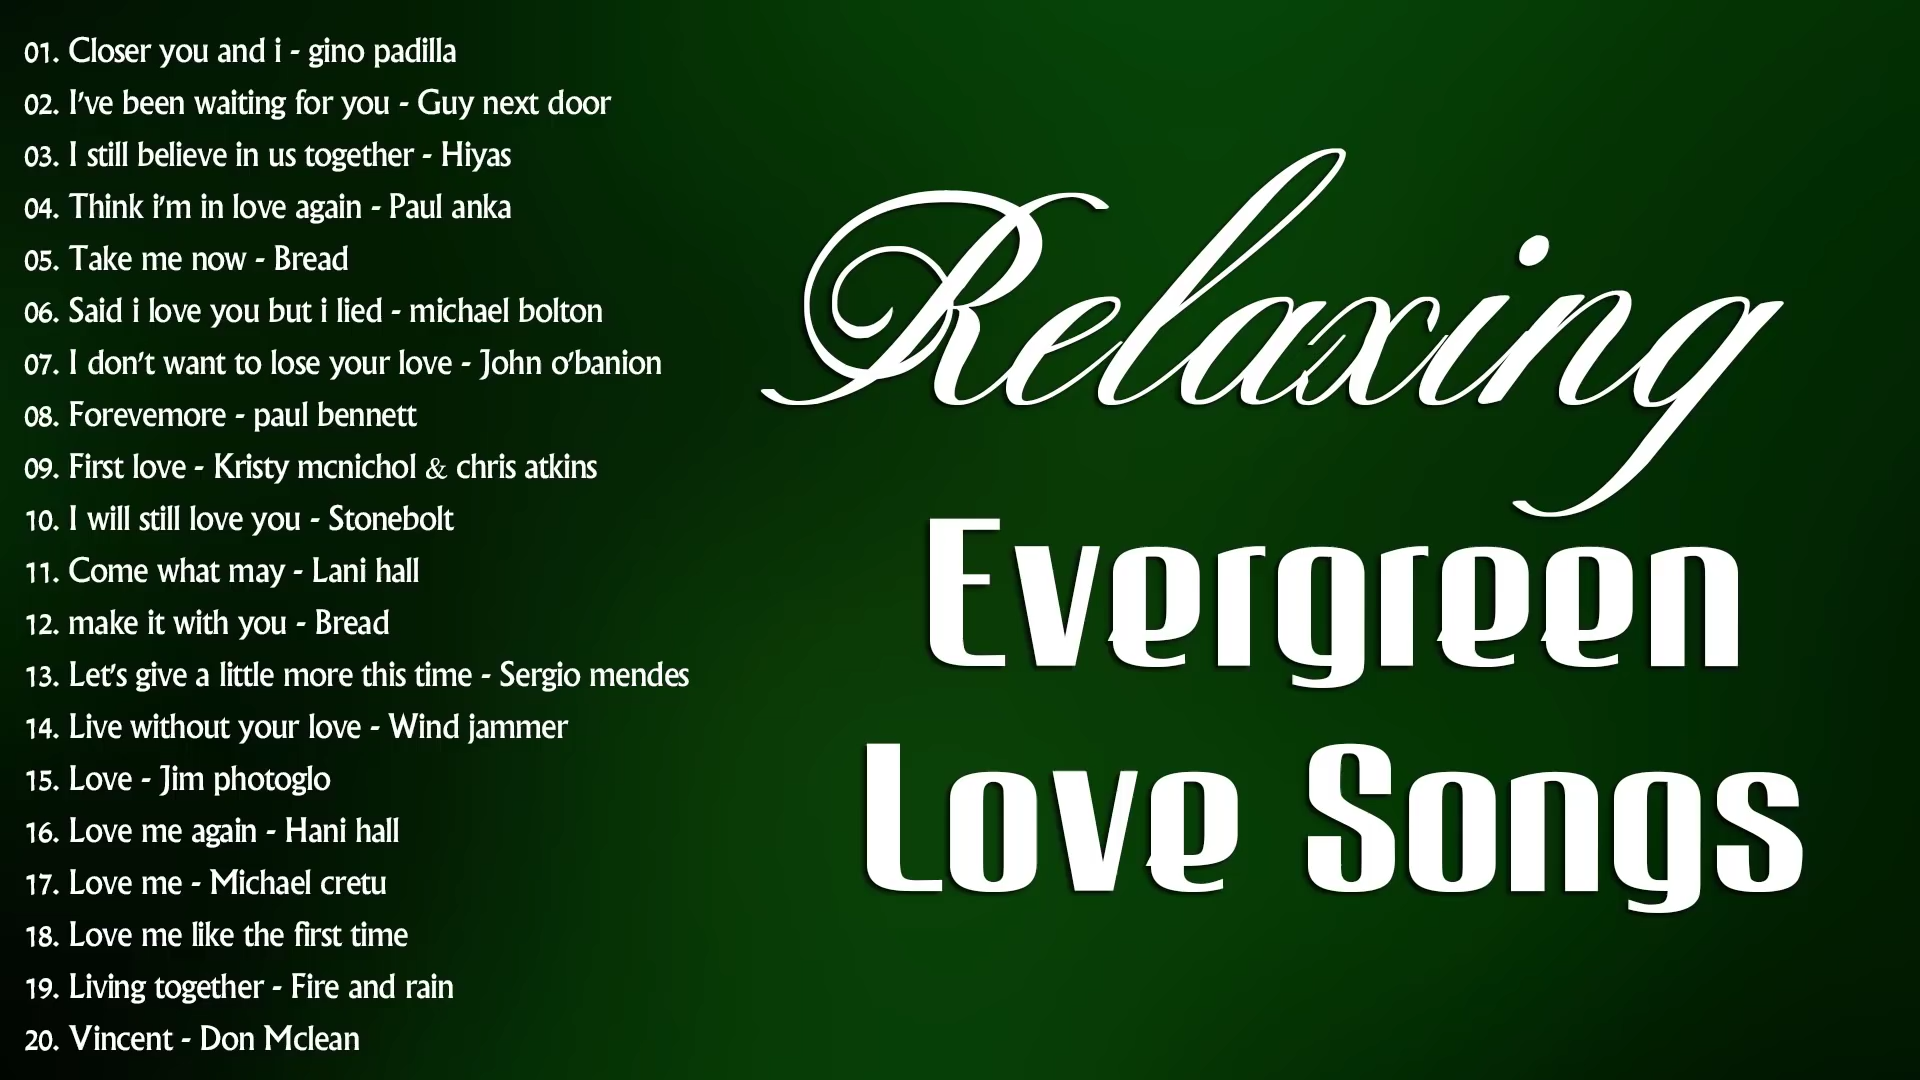 01. Closer you and i - gino padilla
02. I've been waiting for you - Guy next door
03. I still believe in us together - Hiyas
04. Think i'm in love again - Paul anka
05. Take me now - Bread
06. Said i love you but i lied - michael bolton
07. I don't want to lose your love - John o'banion
08. Forevemore - paul bennett
09. First love - Kristy mcnichol & chris atkins
10. I will still love you - Stonebolt
11. Come what may - Lani hall
12. make it with you - Bread
13. Let's give a little more this time - Sergio mendes
14. Live without your love - Wind jammer
15. Love - Jim photoglo
16. Love me again - Hani hall
17. Love me - Michael cretu
18. Love me like the first time
19. Living together - Fire and rain
20. Vincent - Don Mclean
Relaxing
Evergreen
Love Songs